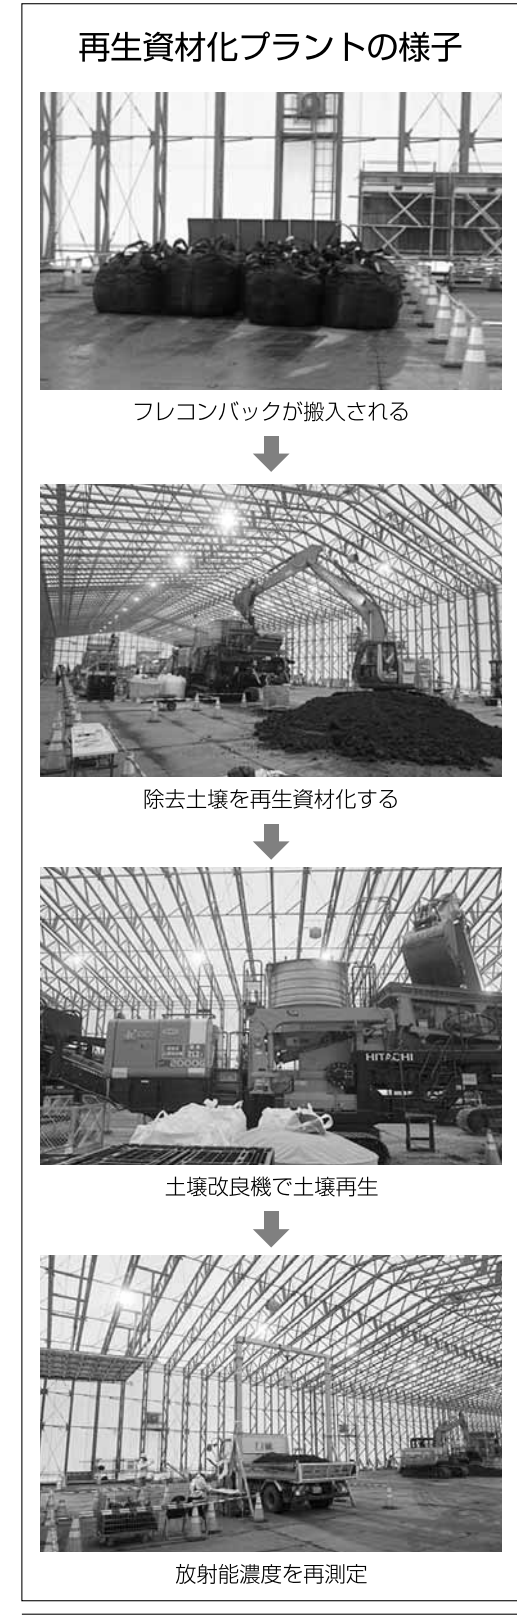 再生資材化プラントの様子
フレコンバックが搬入される
除去土壌を再生資材化する
HITACHI
土壌改良機で土壌再生
放射能濃度を再測定